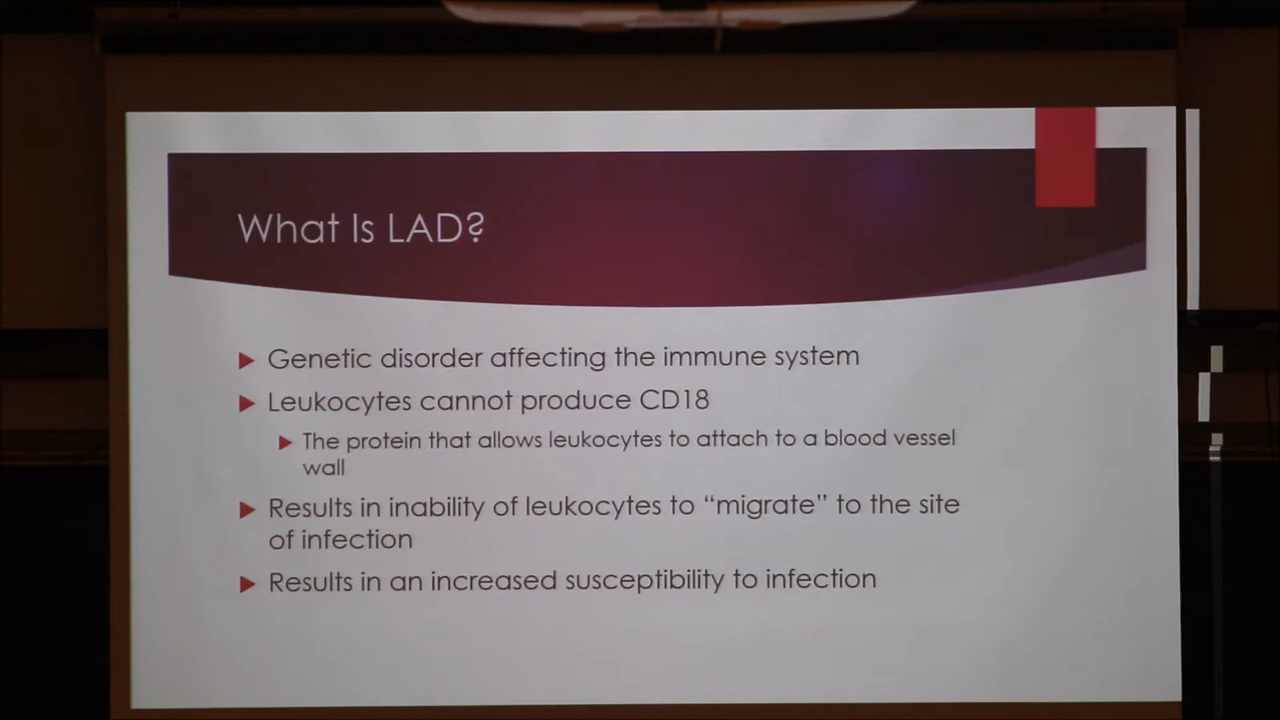 What Is LAD?
Genetic disorder affecting the immune system
Leukocytes cannot produce CD18
The protein that allows leukocytes to attach to a blood vessel
wall
Results in inability of leukocytes to “migrate” to the site
of infection
Results in an increased susceptibility to infection